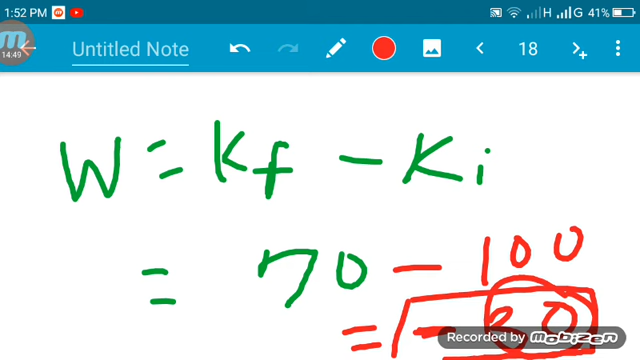 1:52 PM H G 41%
14:49 Untitled Note 18
W = Kf - Ki
= 70 - 100
= - 30
Recorded by mobizen